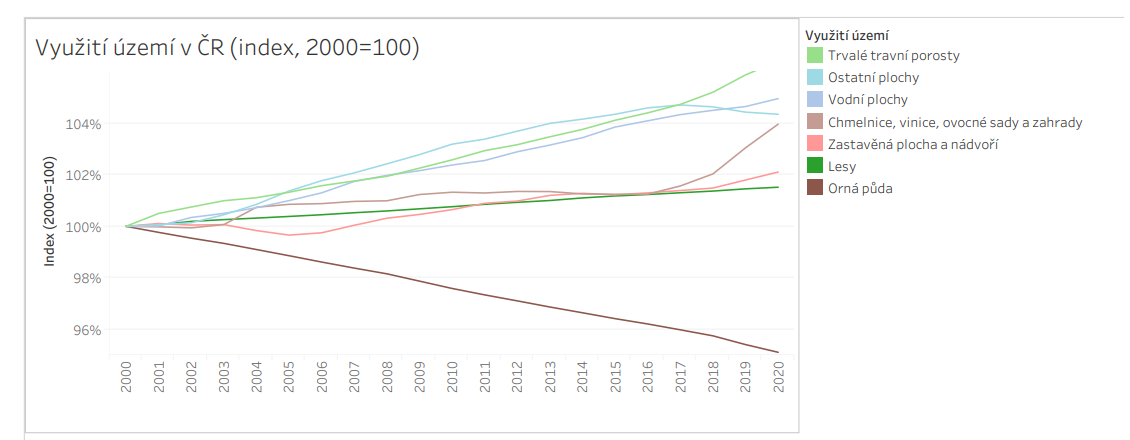 Využití území v ČR (index, 2000=100)
Index (2000=100)
104%
102%
100%
98%
96%
2000
2001
2002
2003
2004
2005
2006
2007
2008
2009
2010
2011
2012
2013
2014
2015
2016
2017
2018
2019
2020
Využití území
Trvalé travní porosty
Ostatní plochy
Vodní plochy
Chmelnice, vinice, ovocné sady a zahrady
Zastavěná plocha a nádvoří
Lesy
Orná půda